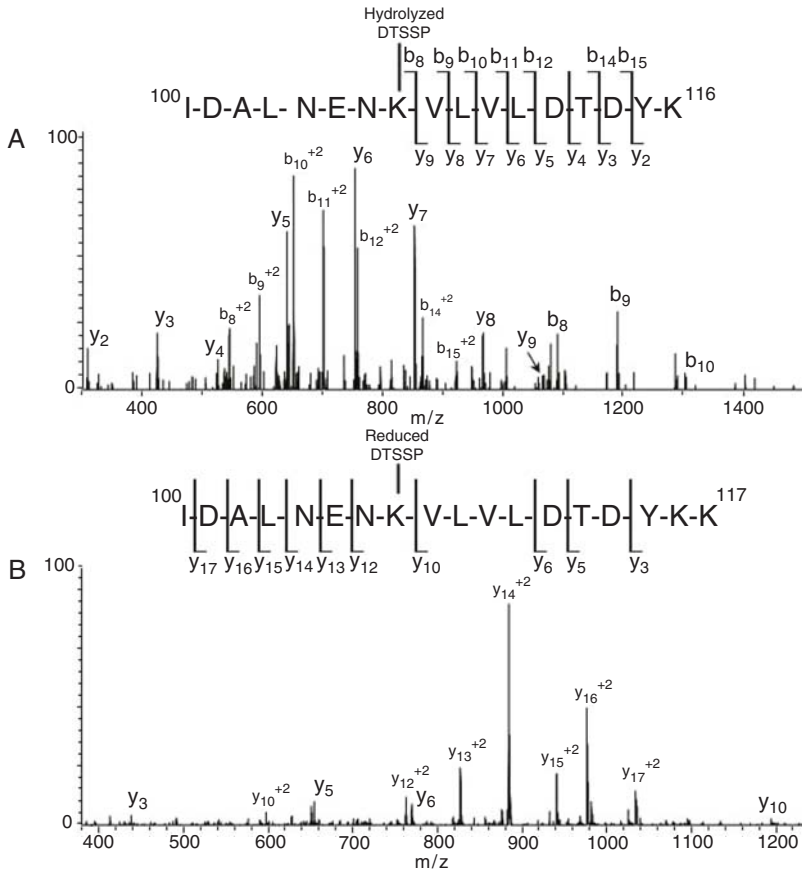 Hydrolyzed
DTSSP
b8 b9 b10 b11 b12 b14 b15
100 I-D-A-L-N-E-N-K-V-L-V-L-D-T-D-Y-K 116
y9 y8 y7 y6 y5 y4 y3 y2
A
100
0
y2
y3
y4
b8+2
b9+2
y5
b10+2
b11+2
y6
b12+2
y7
b14+2
b15+2
y8
y9
b8
b9
b10
400 600 800 1000 1200 1400
m/z
Reduced
DTSSP
100 I-D-A-L-N-E-N-K-V-L-V-L-D-T-D-Y-K-K 117
y17 y16 y15 y14 y13 y12 y10 y6 y5 y3
B
100
0
y3
y10+2
y5
y12+2
y6
y13+2
y14+2
y15+2
y16+2
y17+2
y10
400 500 600 700 800 900 1000 1100 1200
m/z